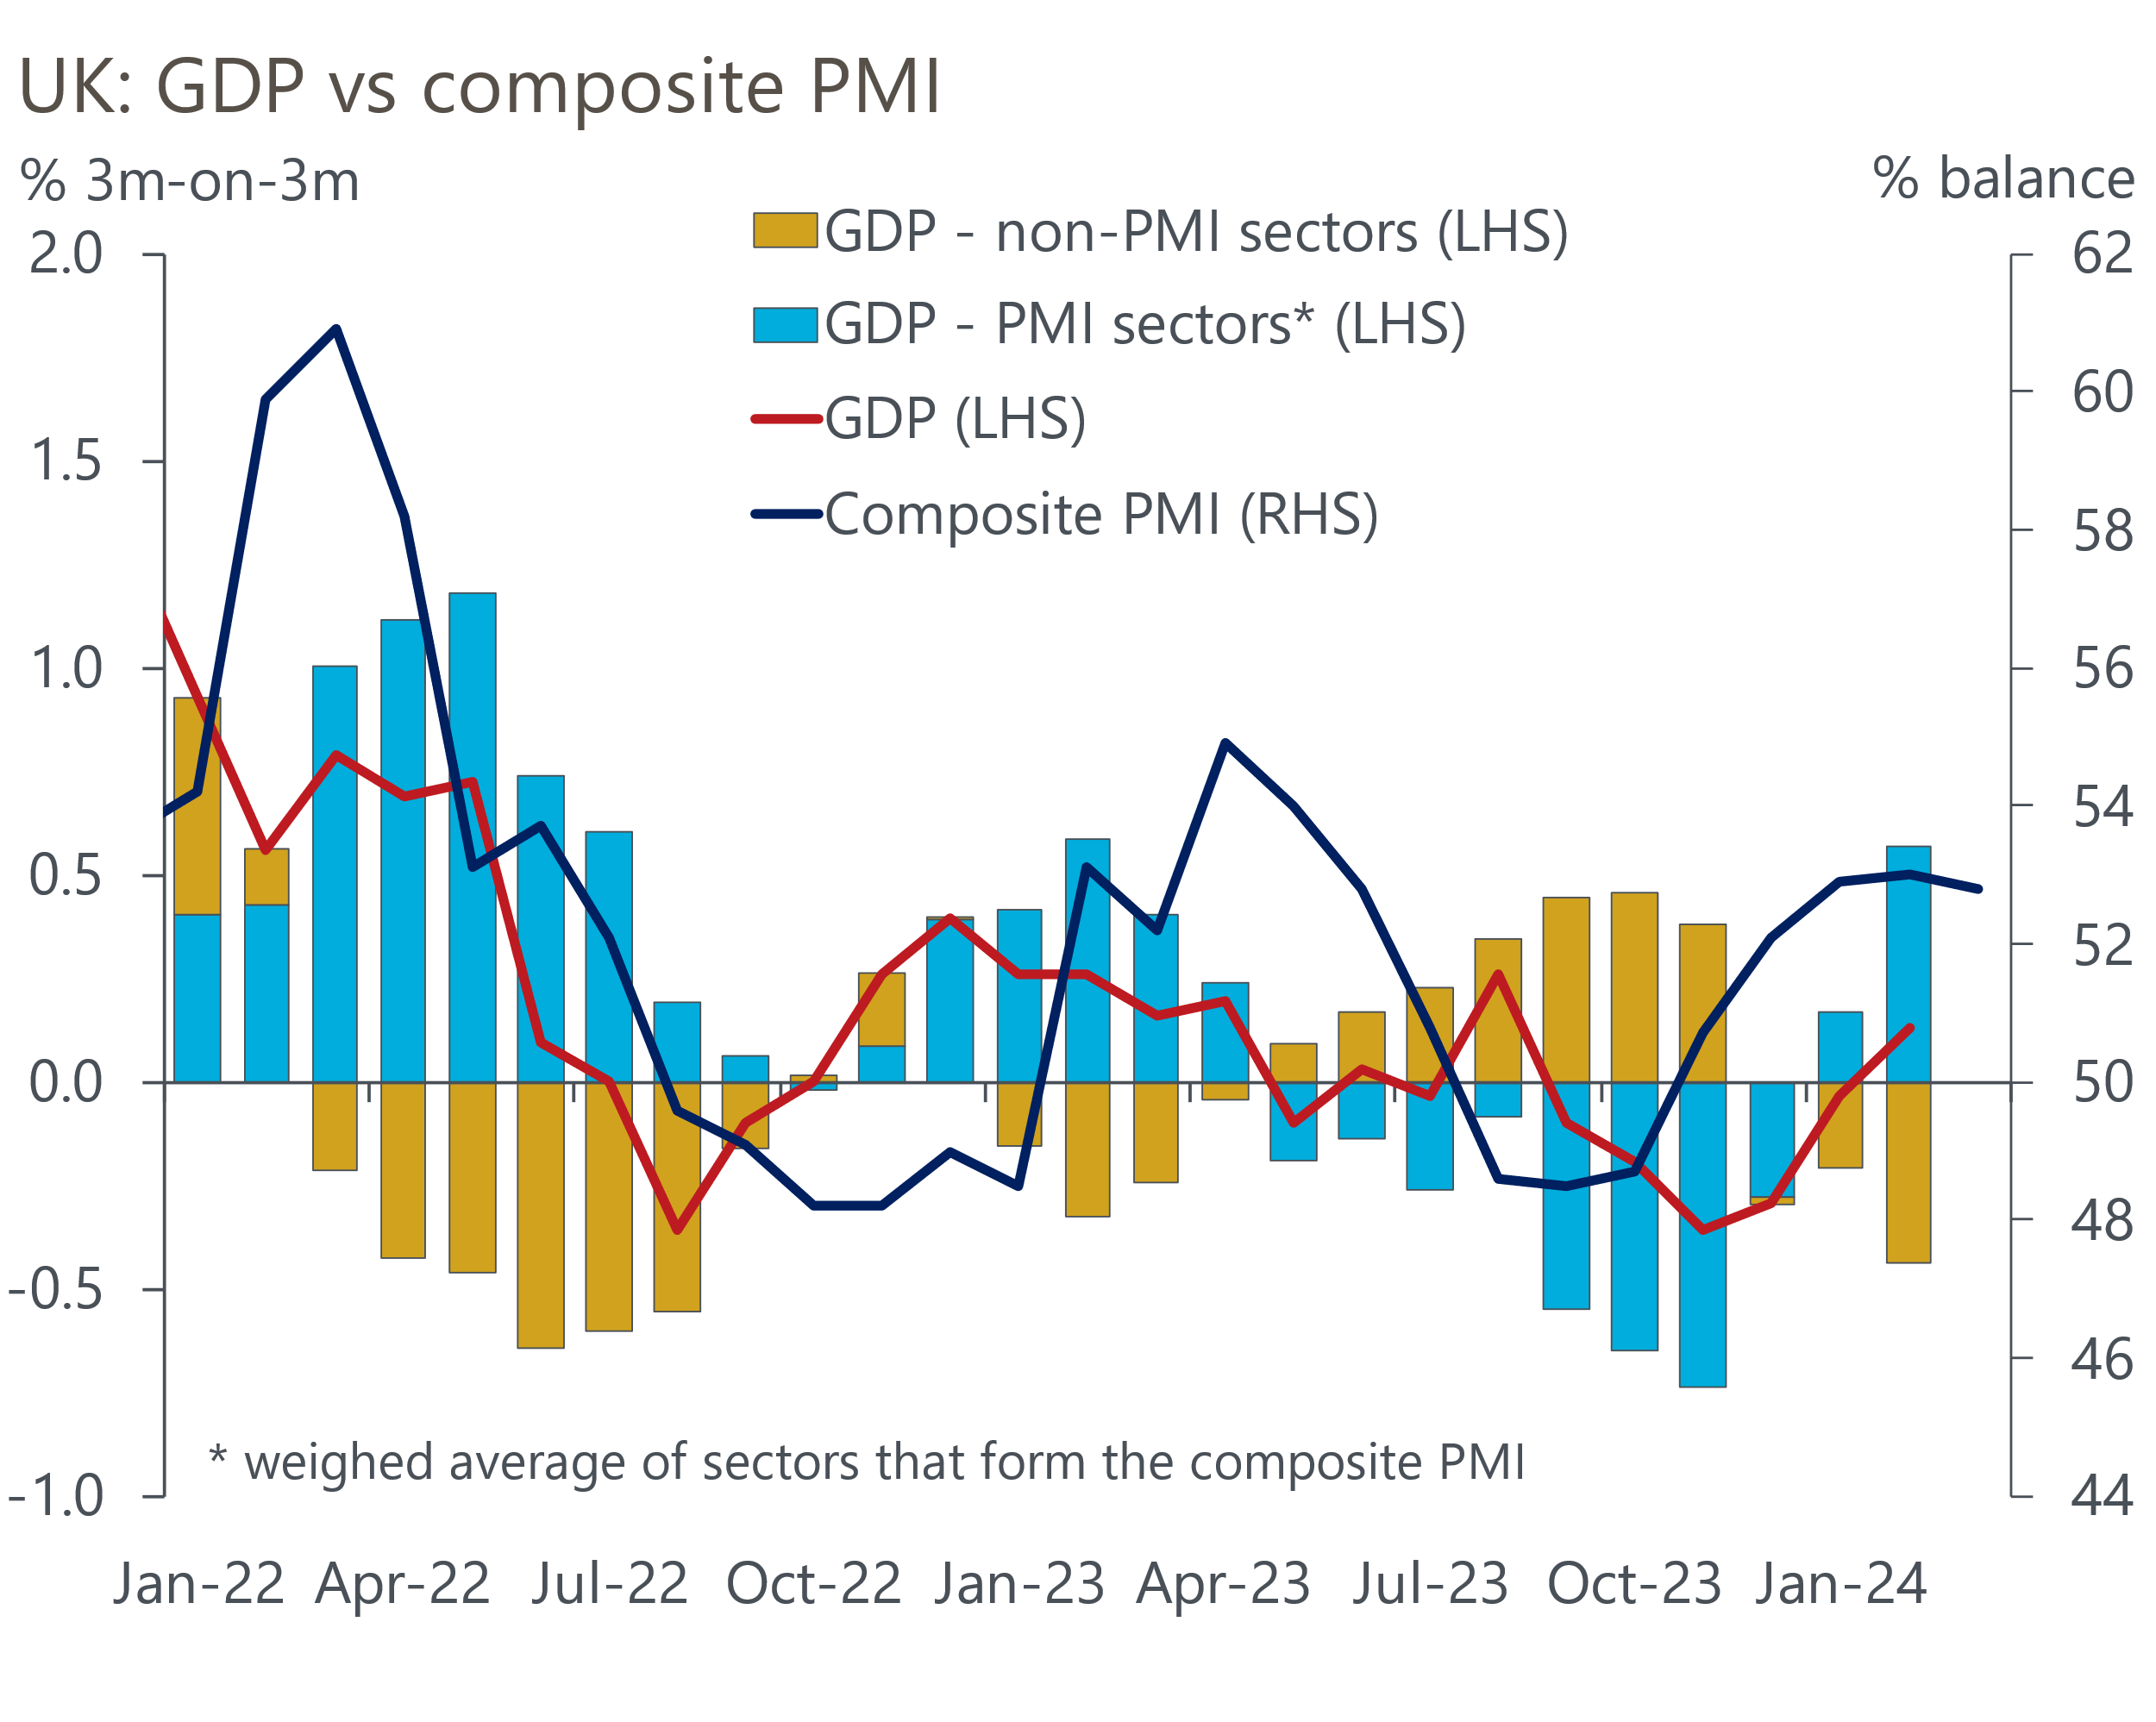 UK: GDP vs composite PMI
% 3m-on-3m
% balance
GDP - non-PMI sectors (LHS)
GDP - PMI sectors* (LHS)
GDP (LHS)
Composite PMI (RHS)
2.0
1.5
1.0
0.5
0.0
-0.5
-1.0
62
60
58
56
54
52
50
48
46
44
* weighed average of sectors that form the composite PMI
Jan-22 Apr-22 Jul-22 Oct-22 Jan-23 Apr-23 Jul-23 Oct-23 Jan-24